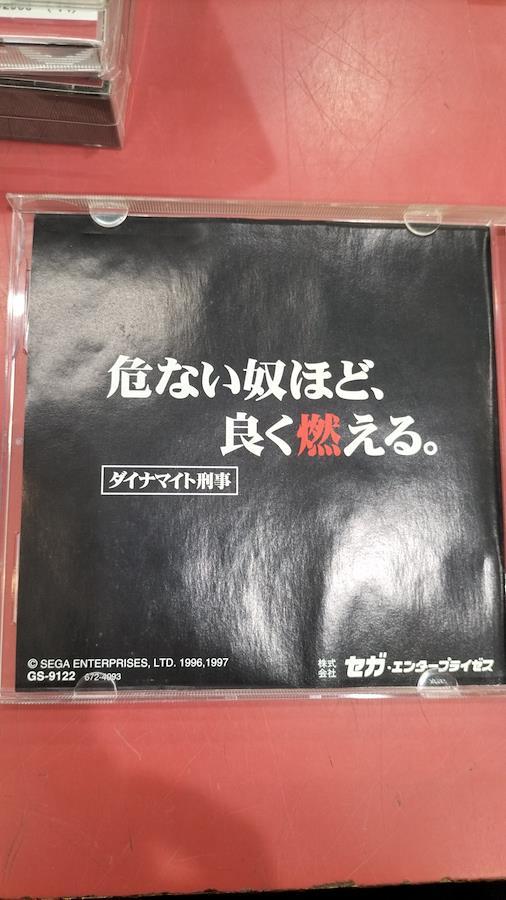 危ない奴ほど、
良く燃える。
ダイナマイト刑事
© SEGA ENTERPRISES, LTD. 1996,1997
GS-9122 672-4093
株式会社 セガ・エンタープライゼス